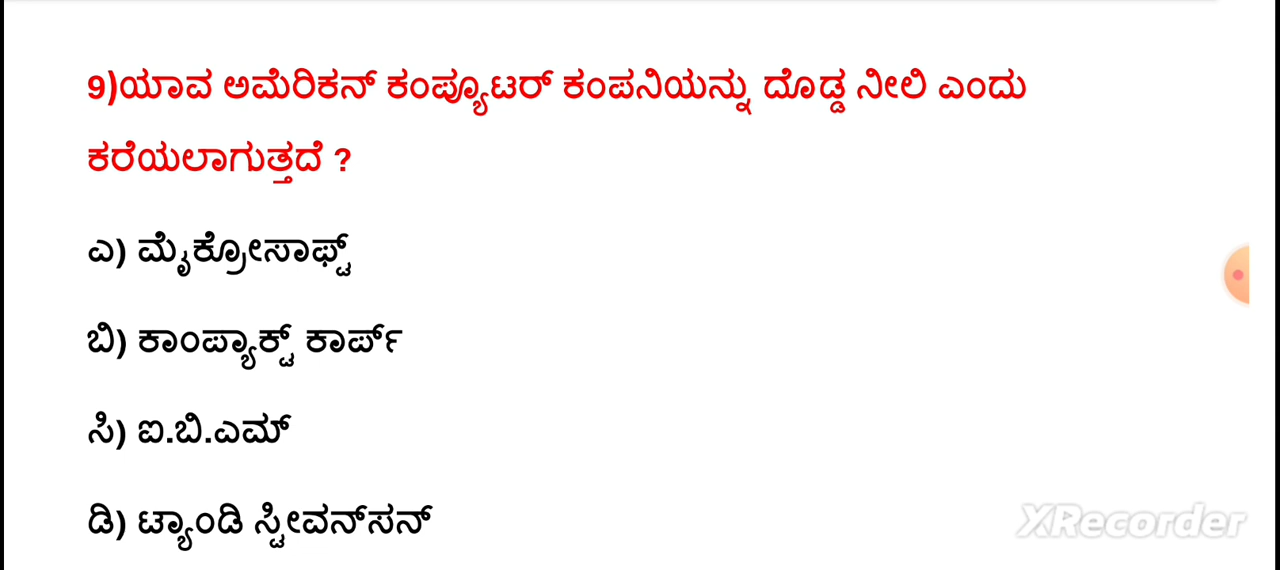 9)ಯಾವ ಅಮೆರಿಕನ್ ಕಂಪ್ಯೂಟರ್ ಕಂಪನಿಯನ್ನು ದೊಡ್ಡ ನೀಲಿ ಎಂದು
ಕರೆಯಲಾಗುತ್ತದೆ ?
ಎ) ಮೈಕ್ರೋಸಾಫ್ಟ್
ಬಿ) ಕಾಂಪ್ಯಾಕ್ಟ್ ಕಾರ್ಪ್
ಸಿ) ಐ.ಬಿ.ಎಮ್
ಡಿ) ಟ್ಯಾಂಡಿ ಸ್ಟೀವನ್‌ಸನ್
XRecorder